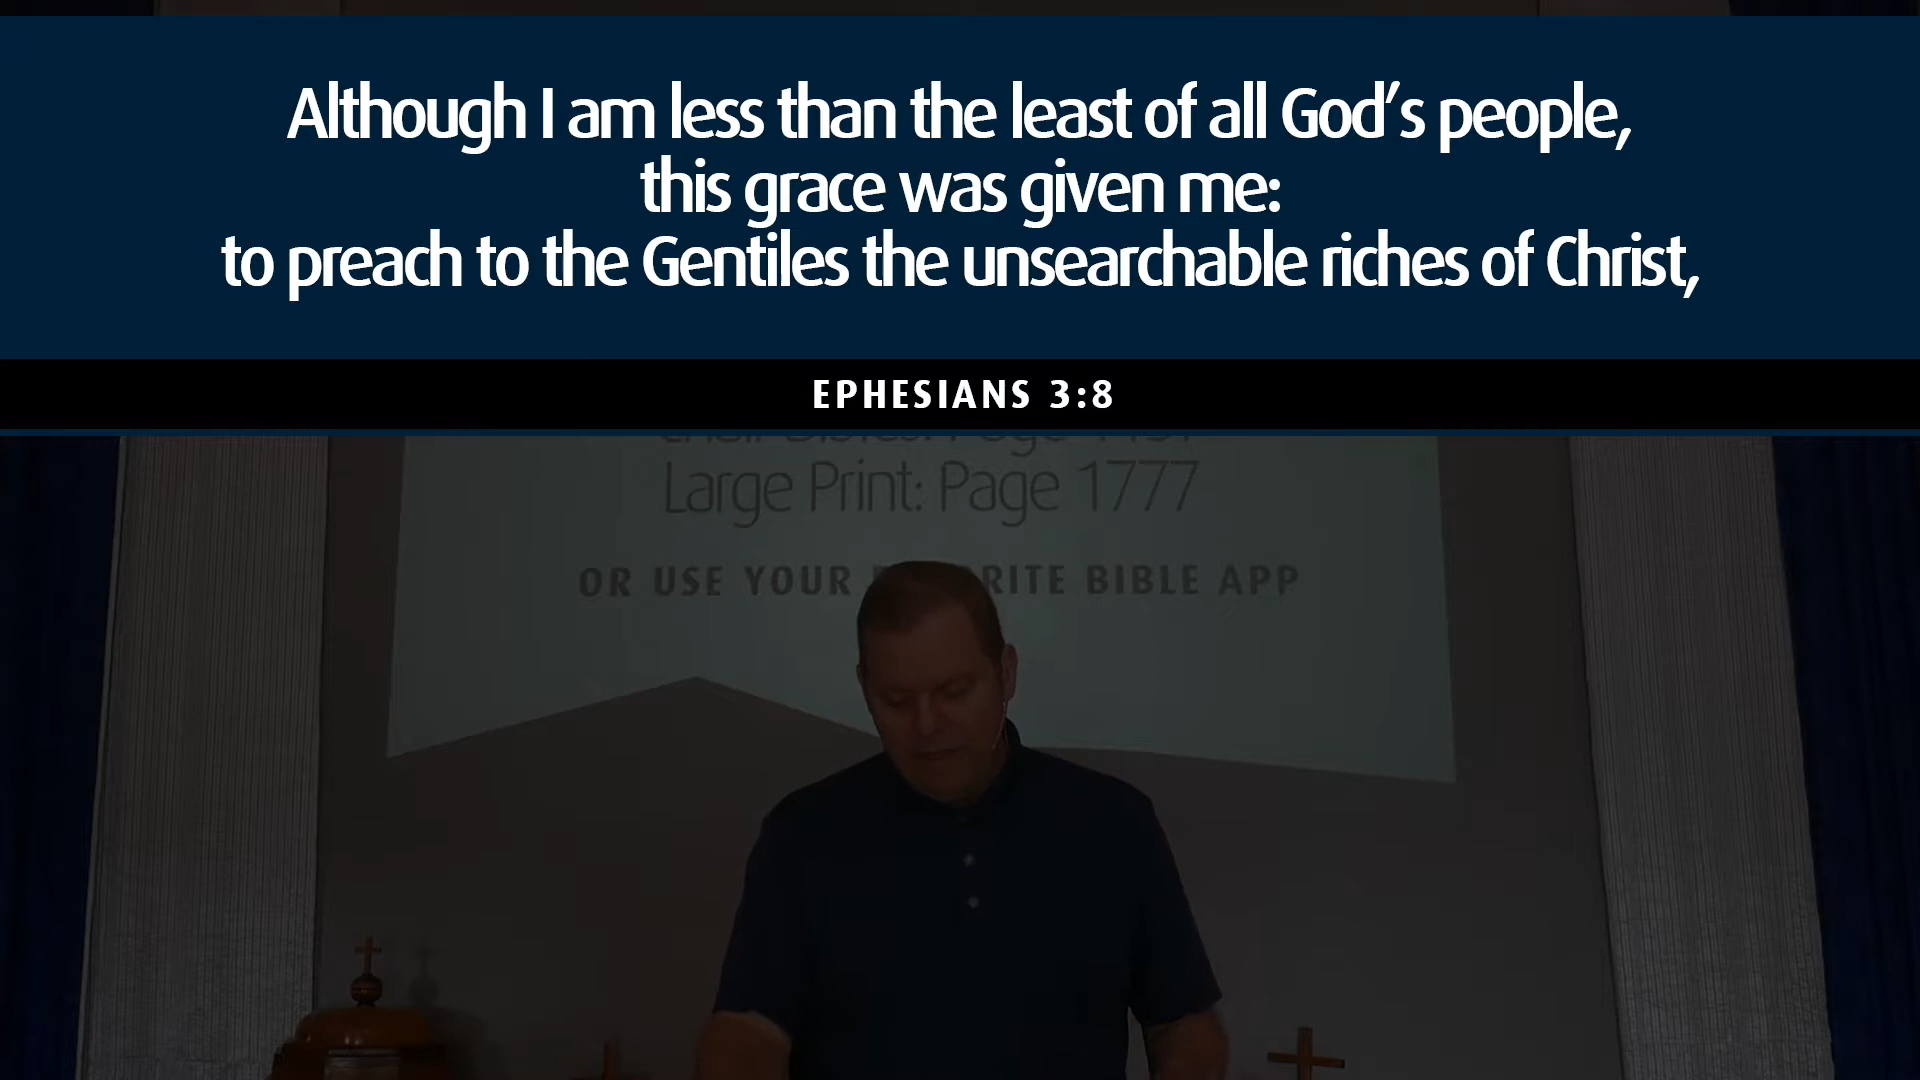 Although I am less than the least of all God’s people,
this grace was given me:
to preach to the Gentiles the unsearchable riches of Christ,
EPHESIANS 3:8
Large Print: Page 1777
OR USE YOUR BIBLE APP